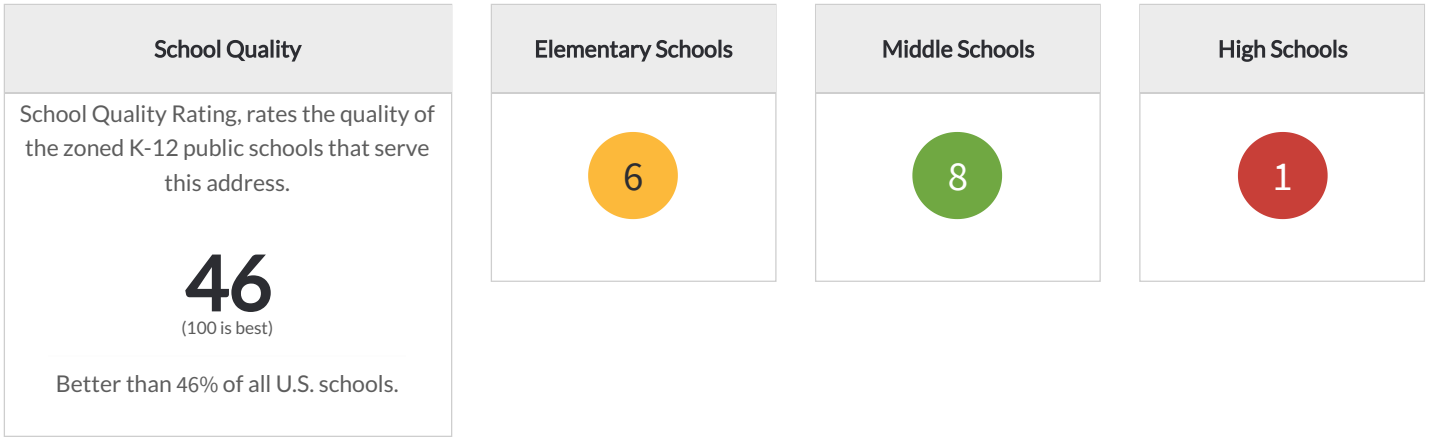 School Quality
School Quality Rating, rates the quality of
the zoned K-12 public schools that serve
this address.
46
(100 is best)
Better than 46% of all U.S. schools.
Elementary Schools
6
Middle Schools
8
High Schools
1